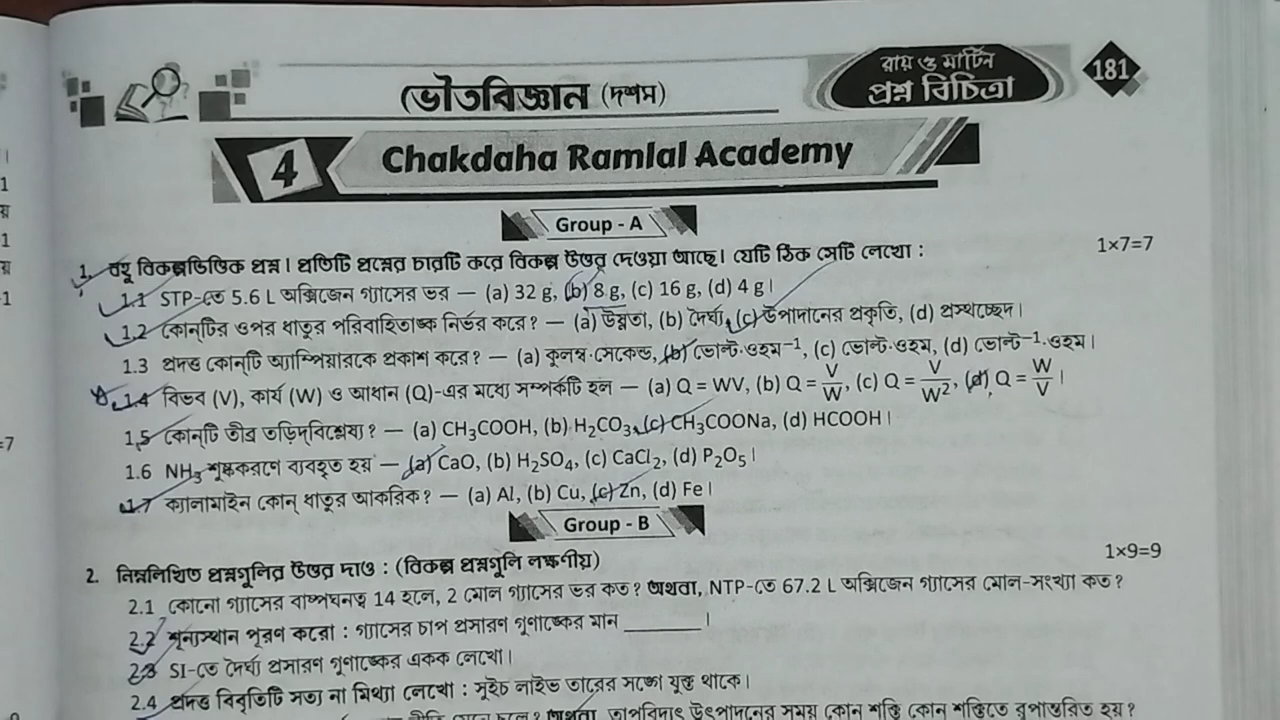 ভৌতবিজ্ঞান (দশম)
রায় ও মার্টিন
প্রশ্ন বিচিত্রা
181
4 Chakdaha Ramlal Academy
Group - A
1. বহু বিকল্পভিত্তিক প্রশ্ন। প্রতিটি প্রশ্নের চারটি করে বিকল্প উত্তর দেওয়া আছে। যেটি ঠিক সেটি লেখো : 1×7=7
1.1 STP-তে 5.6 L অক্সিজেন গ্যাসের ভর — (a) 32 g, (b) 8 g, (c) 16 g, (d) 4 g।
1.2 কোন্‌টির ওপর ধাতুর পরিবাহিতাঙ্ক নির্ভর করে? — (a) উষ্ণতা, (b) দৈর্ঘ্য, (c) উপাদানের প্রকৃতি, (d) প্রস্থচ্ছেদ।
1.3 প্রদত্ত কোন্‌টি অ্যাম্পিয়ারকে প্রকাশ করে? — (a) কুলম্ব·সেকেন্ড, (b) ভোল্ট·ওহম⁻¹, (c) ভোল্ট·ওহম, (d) ভোল্ট⁻¹·ওহম।
1.4 বিভব (V), কার্য (W) ও আধান (Q)-এর মধ্যে সম্পর্কটি হল — (a) Q = WV, (b) Q = V/W, (c) Q = V/W², (d) Q = W/V।
1.5 কোন্‌টি তীব্র তড়িদ্‌বিশ্লেষ্য? — (a) CH₃COOH, (b) H₂CO₃, (c) CH₃COONa, (d) HCOOH।
1.6 NH₃ শুষ্ককরণে ব্যবহৃত হয় — (a) CaO, (b) H₂SO₄, (c) CaCl₂, (d) P₂O₅।
1.7 ক্যালামাইন কোন্ ধাতুর আকরিক? — (a) Al, (b) Cu, (c) Zn, (d) Fe।
Group - B
2. নিম্নলিখিত প্রশ্নগুলির উত্তর দাও : (বিকল্প প্রশ্নগুলি লক্ষণীয়) 1×9=9
2.1 কোনো গ্যাসের বাষ্পঘনত্ব 14 হলে, 2 মোল গ্যাসের ভর কত? অথবা, NTP-তে 67.2 L অক্সিজেন গ্যাসের মোল-সংখ্যা কত?
2.2 শূন্যস্থান পূরণ করো : গ্যাসের চাপ প্রসারণ গুণাঙ্কের মান ________।
2.3 SI-তে দৈর্ঘ্য প্রসারণ গুণাঙ্কের একক লেখো।
2.4 প্রদত্ত বিবৃতিটি সত্য না মিথ্যা লেখো : সুইচ লাইভ তারের সঙ্গে যুক্ত থাকে।
অথবা, তাপবিদ্যুৎ উৎপাদনের সময় কোন শক্তি কোন শক্তিতে রূপান্তরিত হয়?